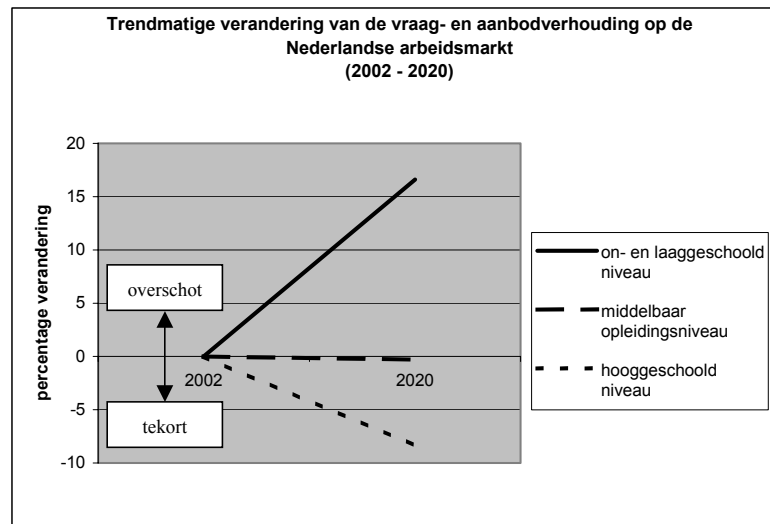 Trendmatige verandering van de vraag- en aanbodverhouding op de
Nederlandse arbeidsmarkt
(2002 - 2020)
percentage verandering
20
15
10
5
0
-5
-10
overschot
tekort
2002
2020
on- en laaggeschoold
niveau
middelbaar
opleidingsniveau
hooggeschoold
niveau